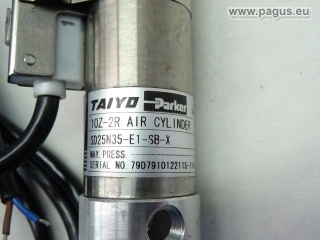 www.pagus.eu
TAIYO Parker
10Z-2R AIR CYLINDER
SD25N35-E1-SB-X
MAX. PRESS.
SERIAL NO.